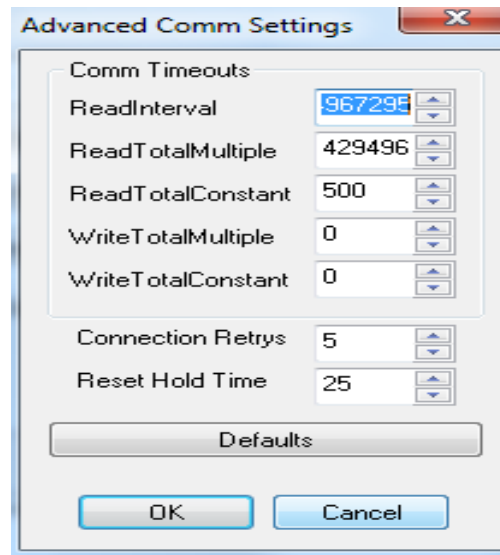 Advanced Comm Settings
Comm Timeouts
ReadInterval 967295
ReadTotalMultiple 429496
ReadTotalConstant 500
WriteTotalMultiple 0
WriteTotalConstant 0
Connection Retrys 5
Reset Hold Time 25
Defaults
OK Cancel